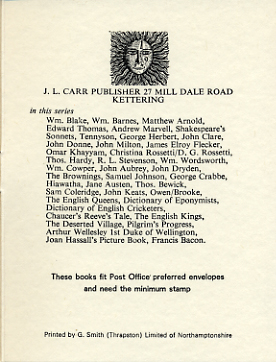 J. L. CARR PUBLISHER 27 MILL DALE ROAD
KETTERING
in this series
Wm. Blake, Wm. Barnes, Matthew Arnold,
Edward Thomas, Andrew Marvell, Shakespeare's
Sonnets, Tennyson, George Herbert, John Clare,
John Donne, John Milton, James Elroy Flecker,
Omar Khayyam, Christina Rossetti/D. G. Rossetti,
Thos. Hardy, R. L. Stevenson, Wm. Wordsworth,
Wm. Cowper, John Aubrey, John Dryden,
The Brownings, Samuel Johnson, George Crabbe,
Hiawatha, Jane Austen, Thos. Bewick,
Sam Coleridge, John Keats, Owen/Brooke,
The English Queens, Dictionary of Eponymists,
Dictionary of English Cricketers,
Chaucer's Reeve's Tale, The English Kings,
The Deserted Village, Pilgrim's Progress,
Arthur Wellesley 1st Duke of Wellington,
Joan Hassall's Picture Book, Francis Bacon.
These books fit Post Office preferred envelopes
and need the minimum stamp
Printed by G. Smith (Thrapston) Limited of Northamptonshire